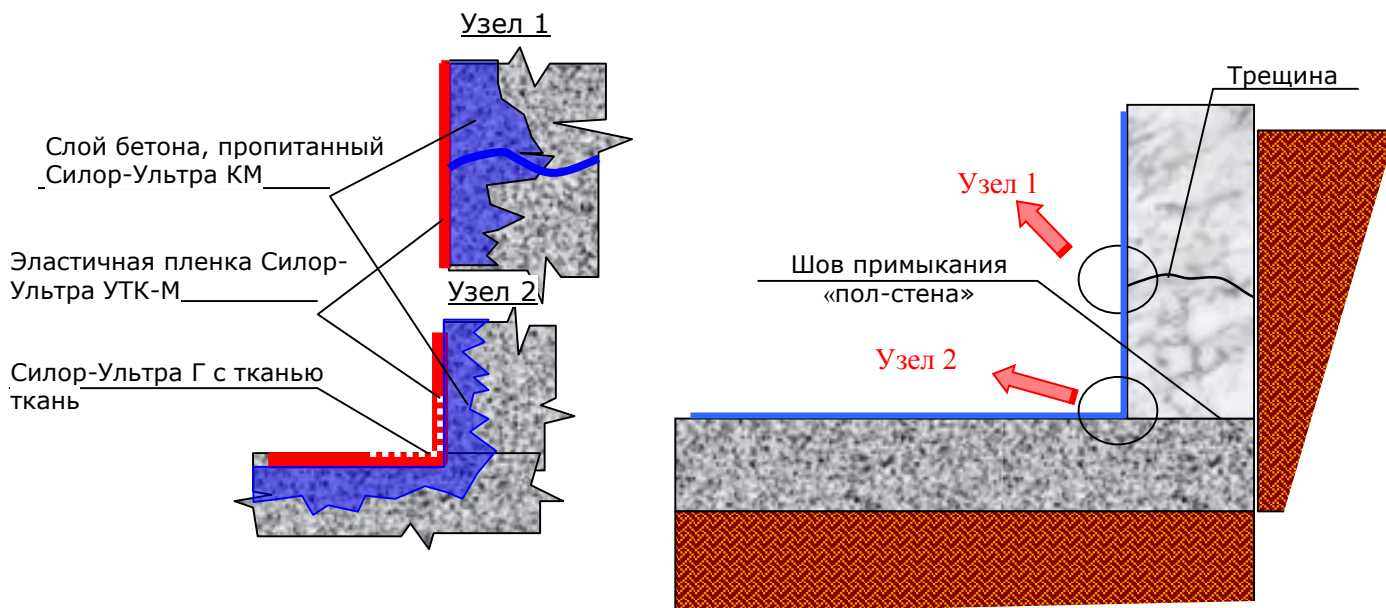 Узел 1
Слой бетона, пропитанный
Силор-Ультра КМ
Эластичная пленка Силор-
Ультра УТК-М
Узел 2
Силор-Ультра Г с тканью
ткань
Трещина
Узел 1
Шов примыкания
«пол-стена»
Узел 2